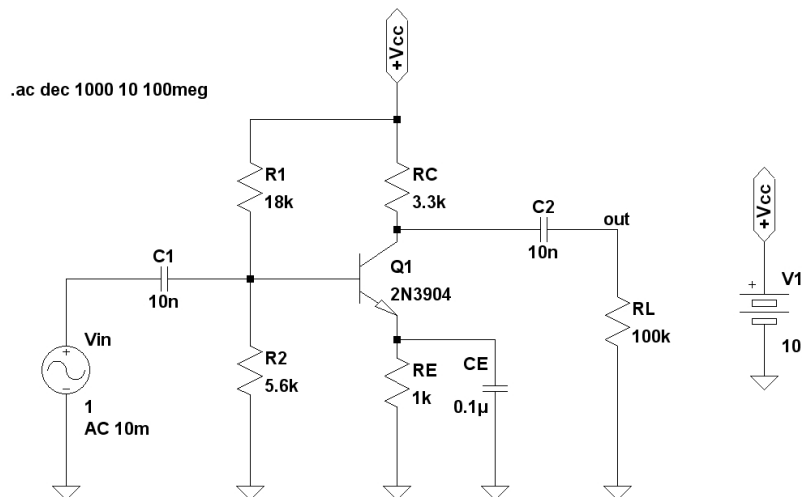 +Vcc
.ac dec 1000 10 100meg
R1
18k
RC
3.3k
+Vcc
C1
10n
Q1
2N3904
C2
10n
out
V1
+
10
Vin
+
−
1
AC 10m
R2
5.6k
RE
1k
CE
0.1µ
RL
100k